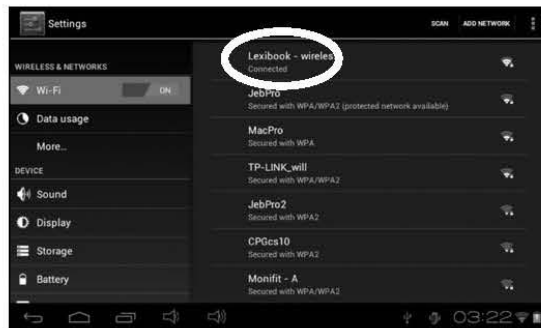 Settings
SCAN ADD NETWORK
WIRELESS & NETWORKS
Wi-Fi ON
Data usage
More...
DEVICE
Sound
Display
Storage
Battery
Lexibook - wireless
Connected
JebPro
Secured with WPA/WPA2 (protected network available)
MacPro
Secured with WPA
TP-LINK_will
Secured with WPA/WPA2
JebPro2
Secured with WPA2
CPGcs10
Secured with WPA2
Monifit - A
Secured with WPA/WPA2
03:22